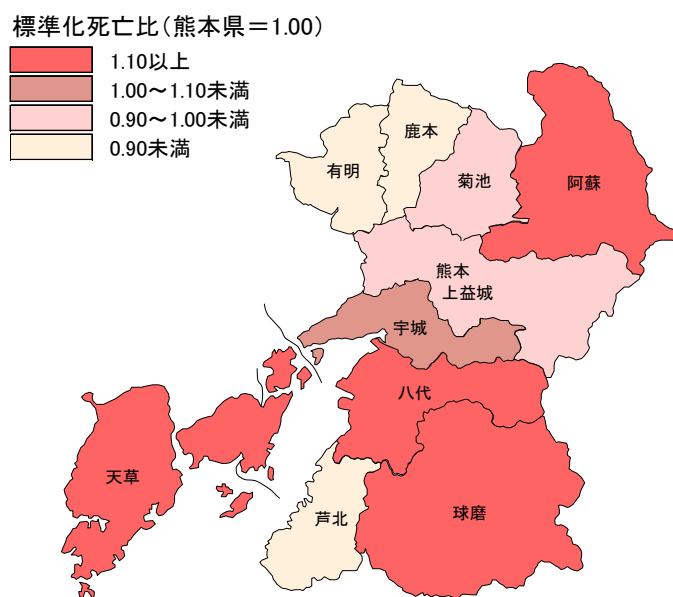 標準化死亡比(熊本県＝1.00)
1.10以上
1.00～1.10未満
0.90～1.00未満
0.90未満
鹿本
有明
菊池
阿蘇
熊本
上益城
宇城
八代
天草
芦北
球磨